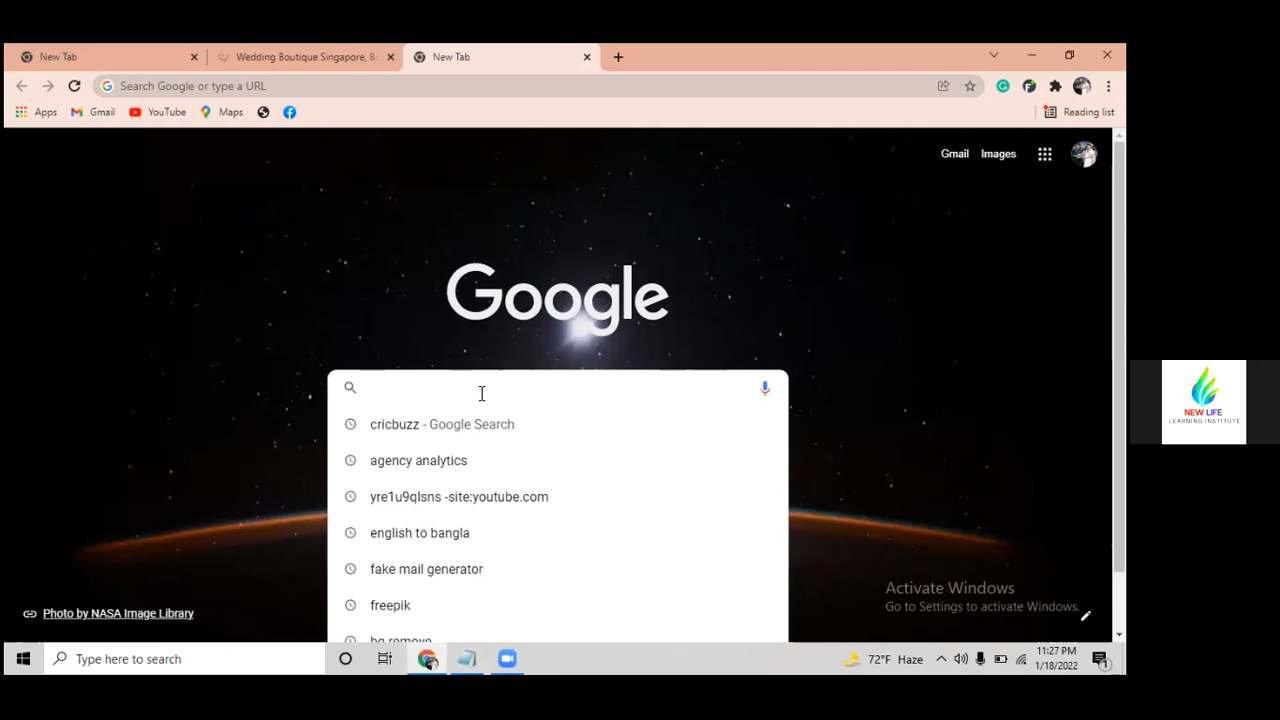 New Tab
Wedding Boutique Singapore, B
New Tab
Search Google or type a URL
Apps
Gmail
YouTube
Maps
Reading list
Gmail
Images
Google
cricbuzz - Google Search
agency analytics
yre1u9qlsns -site:youtube.com
english to bangla
fake mail generator
freepik
bg remove
Activate Windows
Go to Settings to activate Windows.
Photo by NASA Image Library
Type here to search
72°F Haze
11:27 PM
1/18/2022
1
NEW LIFE
LEARNING INSTITUTE